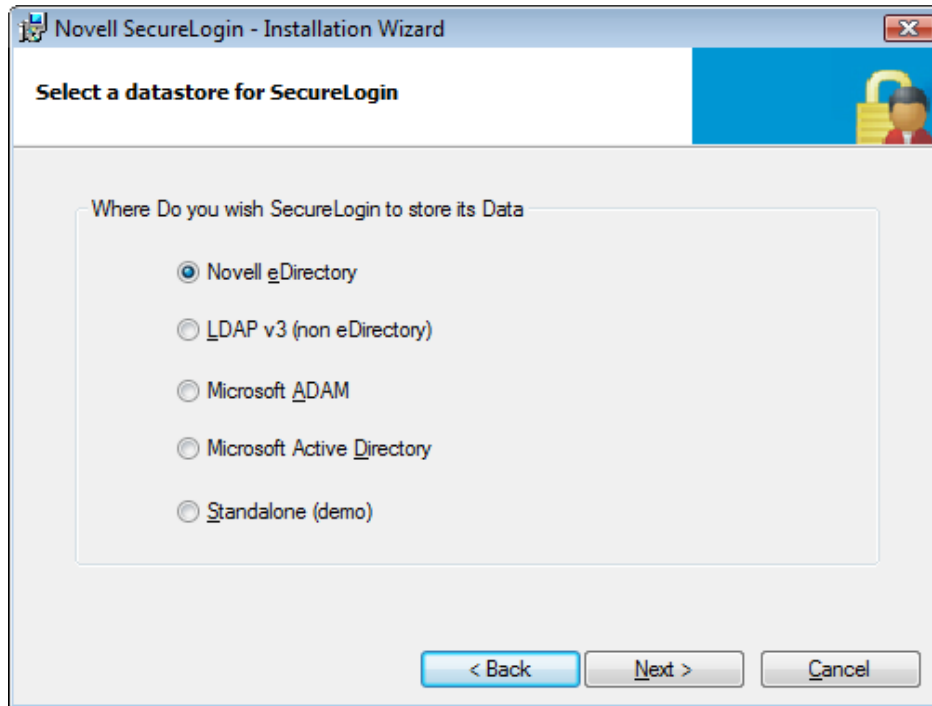 Novell SecureLogin - Installation Wizard
Select a datastore for SecureLogin
Where Do you wish SecureLogin to store its Data
Novell eDirectory
LDAP v3 (non eDirectory)
Microsoft ADAM
Microsoft Active Directory
Standalone (demo)
< Back Next > Cancel